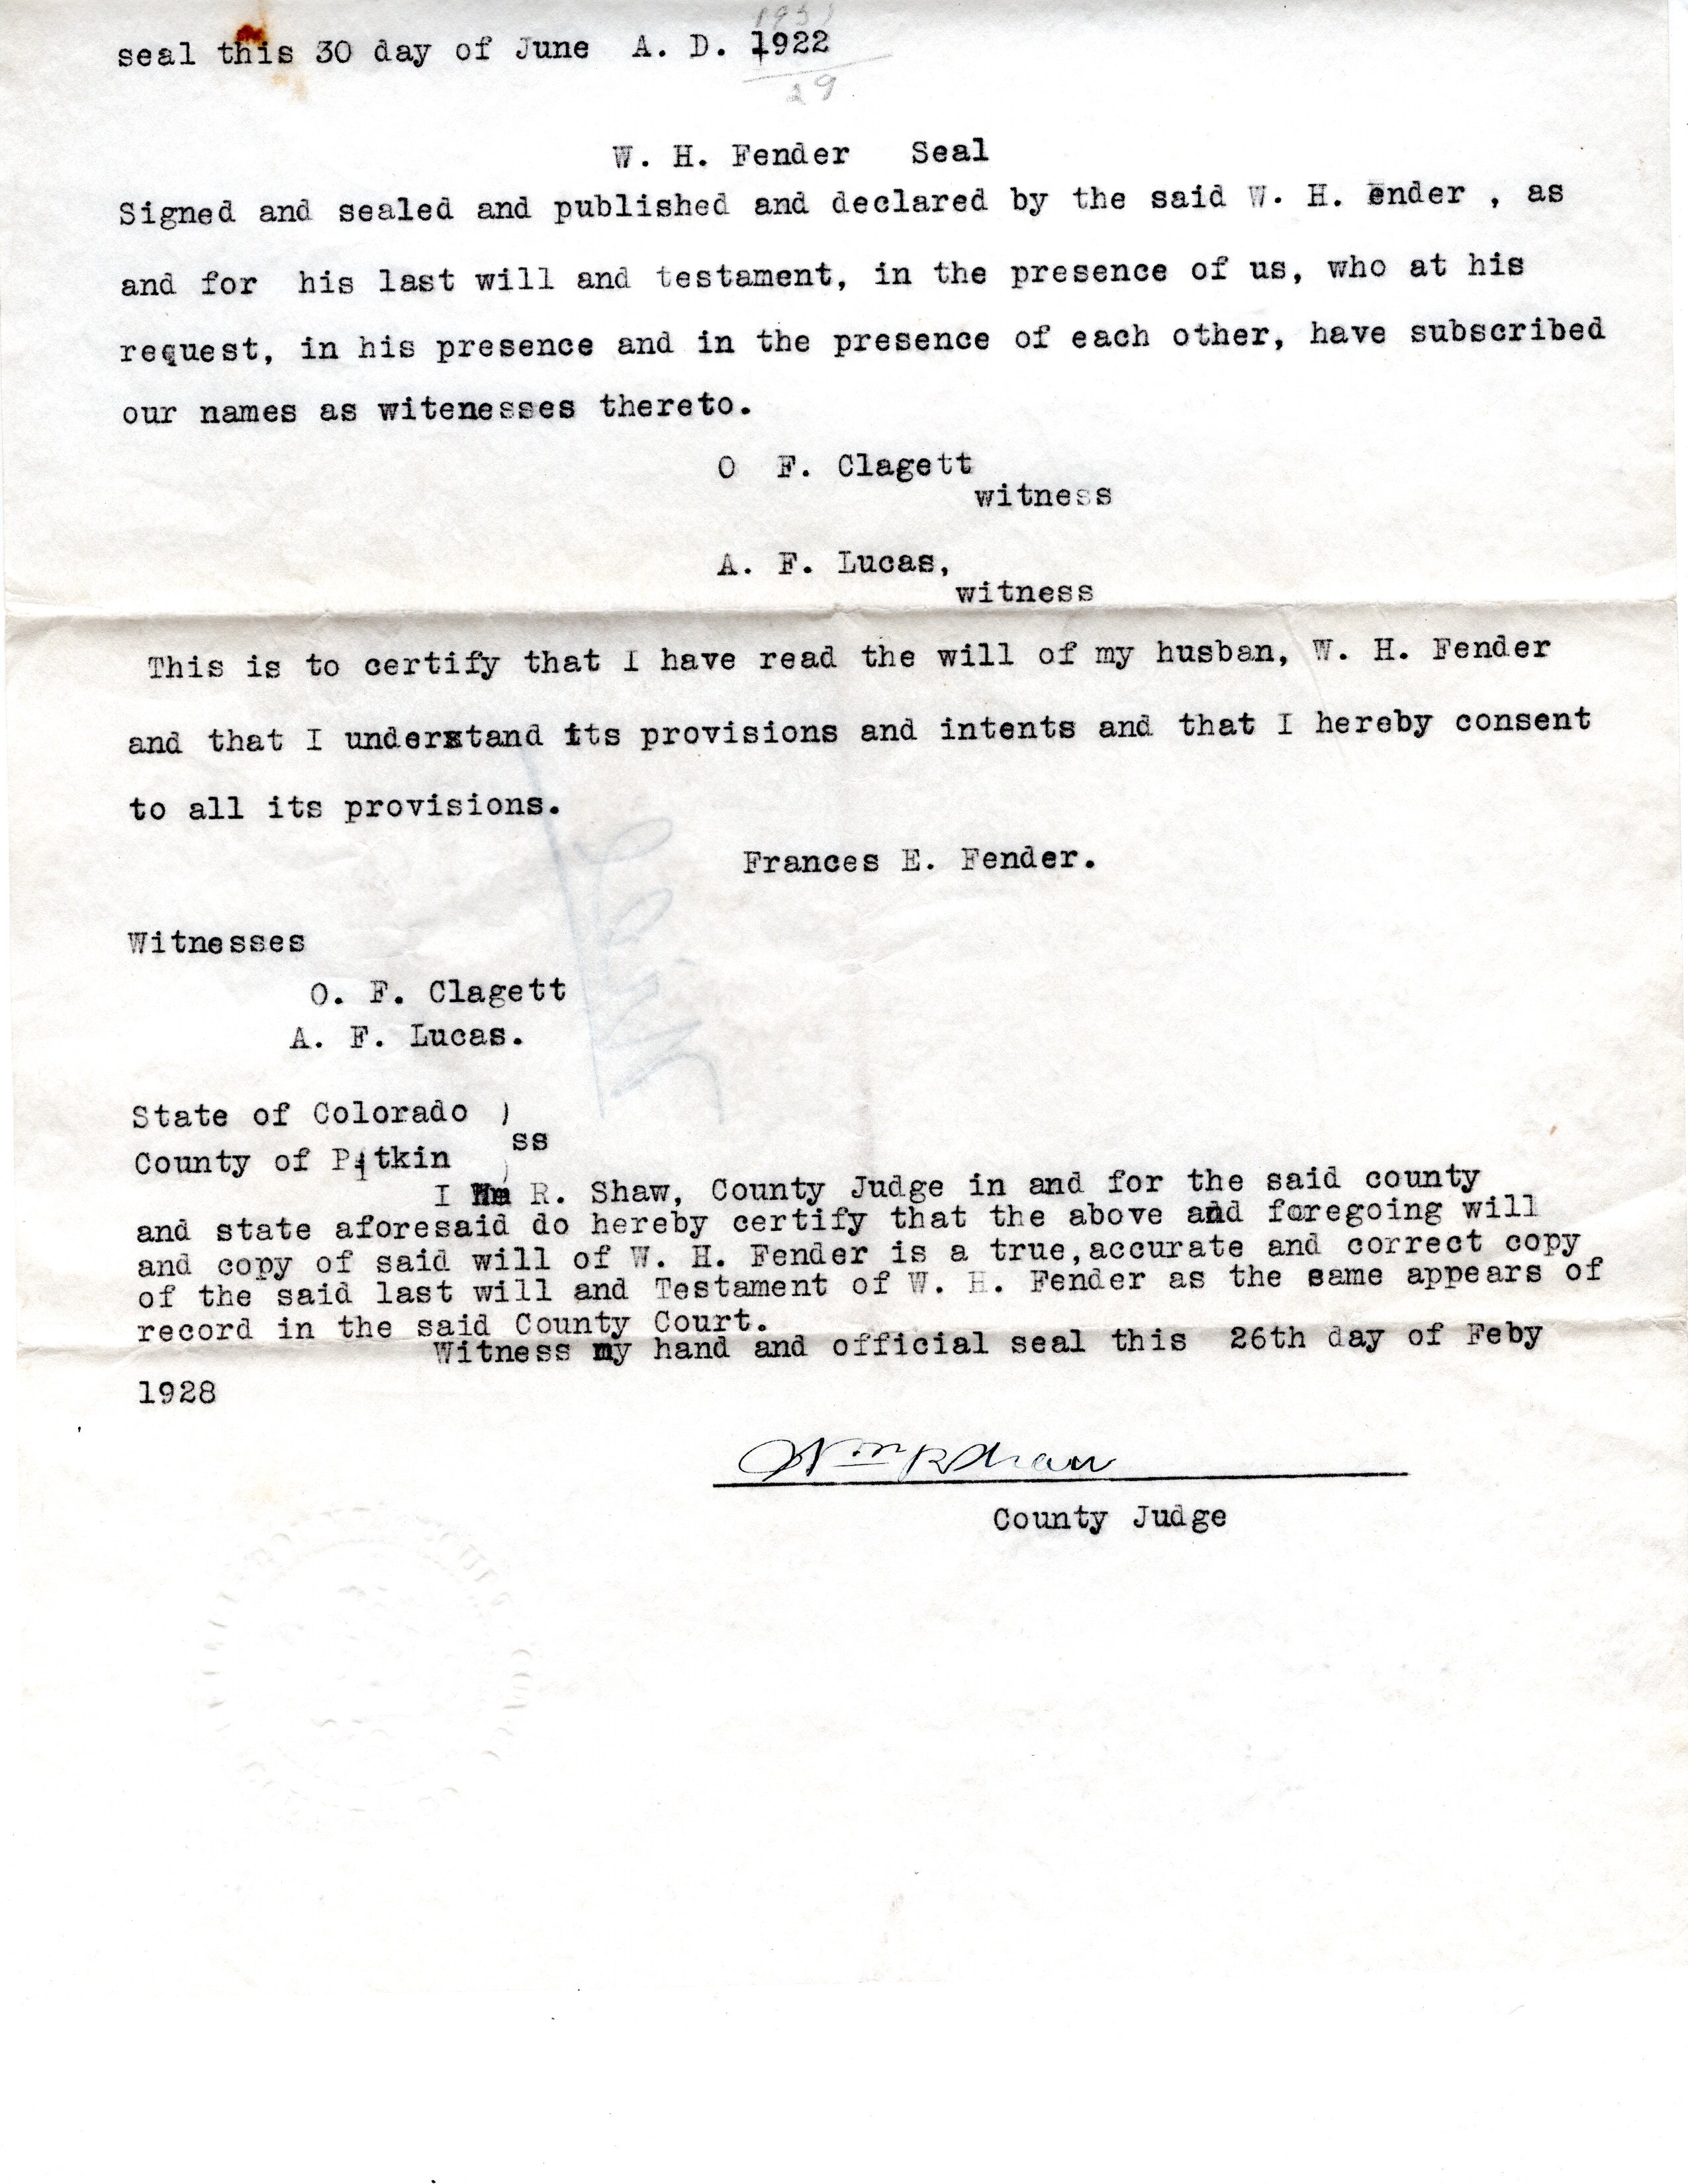 seal this 30 day of June A. D. 1922
29
W. H. Fender Seal
Signed and sealed and published and declared by the said W. H. Ender , as
and for his last will and testament, in the presence of us, who at his
request, in his presence and in the presence of each other, have subscribed
our names as witenesses thereto.
O F. Clagett
witness
A. F. Lucas,
witness
This is to certify that I have read the will of my husban, W. H. Fender
and that I understand its provisions and intents and that I hereby consent
to all its provisions.
Frances E. Fender.
Witnesses
O. F. Clagett
A. F. Lucas.
State of Colorado )
ss
County of Pitkin )
I Wm R. Shaw, County Judge in and for the said county
and state aforesaid do hereby certify that the above and foregoing will
and copy of said will of W. H. Fender is a true,accurate and correct copy
of the said last will and Testament of W. H. Fender as the same appears of
record in the said County Court.
Witness my hand and official seal this 26th day of Feby
1928
Wm R Shaw
County Judge